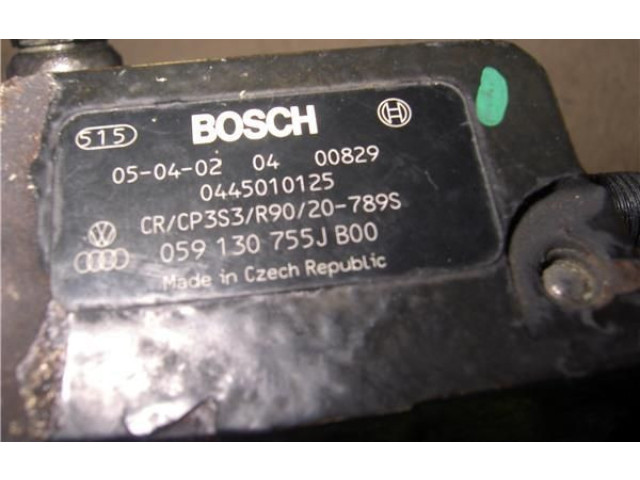 515 BOSCH
05-04-02 04 00829
0445010125
CR/CP3S3/R90/20-789S
059 130 755J B00
Made in Czech Republic